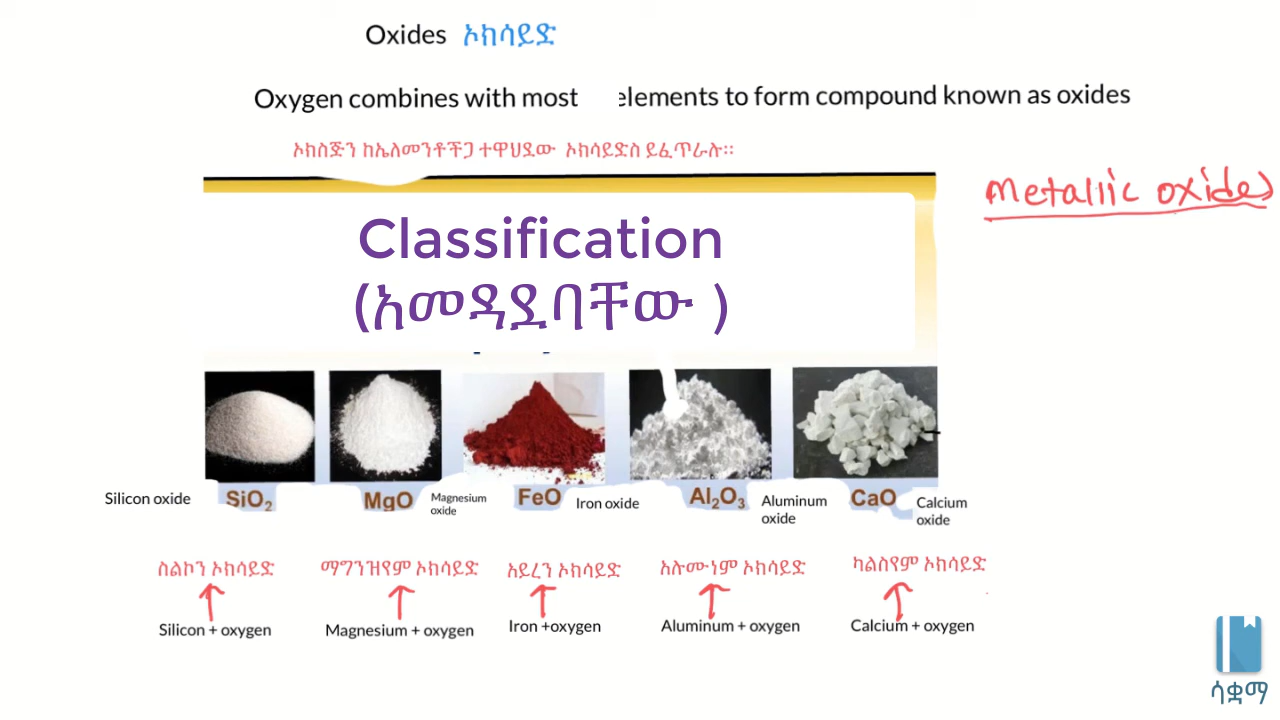 Oxides ኦክሳይድ
Oxygen combines with most elements to form compound known as oxides
ኦክስጅን ከኤለመንቶችጋ ተዋህደው ኦክሳይድስ ይፈጥራሉ፡፡
Metallic oxides
Classification
(አመዳደባቸው )
Silicon oxide SiO₂ MgO Magnesium oxide FeO Iron oxide Al₂O₃ Aluminum oxide CaO Calcium oxide
ስልኮን ኦክሳይድ ማግንዝየም ኦክሳይድ አይረን ኦክሳይድ አሉሙነም ኦክሳይድ ካልስየም ኦክሳይድ
Silicon + oxygen Magnesium + oxygen Iron +oxygen Aluminum + oxygen Calcium + oxygen
ሳቋማ